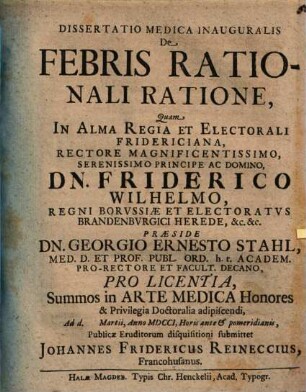 DISSERTATIO MEDICA INAUGURALIS
De
FEBRIS RATIO-
NALI RATIONE,
Quam
IN ALMA REGIA ET ELECTORALI
FRIDERICIANA,
RECTORE MAGNIFICENTISSIMO,
SERENISSIMO PRINCIPE AC DOMINO,
DN. FRIDERICO
WILHELMO,
REGNI BORVSSIÆ ET ELECTORATVS
BRANDENBVRGICI HEREDE, &c. &c.
PRÆSIDE
DN. GEORGIO ERNESTO STAHL,
MED. D. ET PROF. PUBL. ORD. h. t. ACADEM.
PRO-RECTORE ET FACULT. DECANO,
PRO LICENTIA,
Summos in ARTE MEDICA Honores
& Privilegia Doctoralia adipiscendi,
Ad d. Martii, Anno MDCCI, Horis ante & pomeridianis,
Publicæ Eruditorum disquisitioni submittet
JOHANNES FRIDERICUS REINECCIUS,
Francohusanus.
HALÆ MAGDEB. Typis Chr. Henckelii, Acad. Typogr.